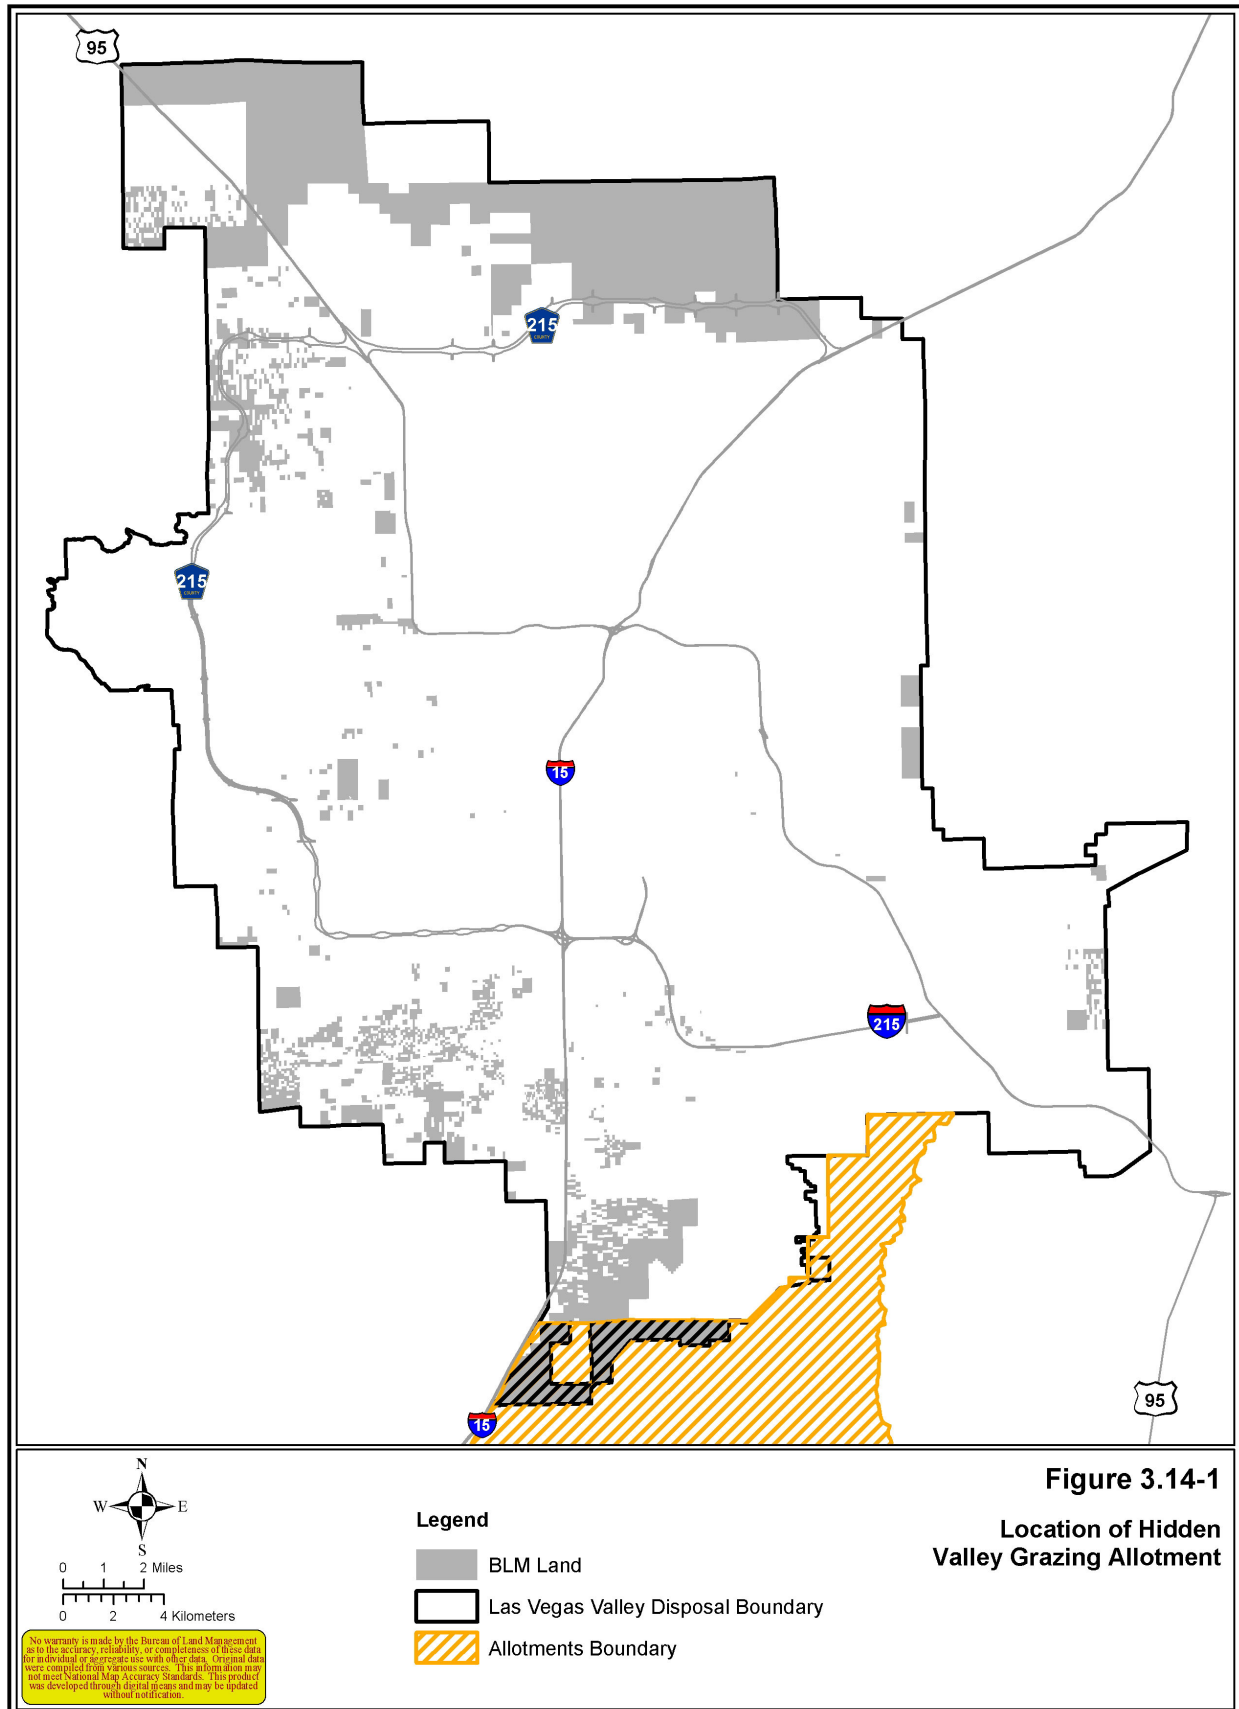 95
215
COUNTY
215
COUNTY
15
215
95
15
N
W E
S
0 1 2 Miles
0 2 4 Kilometers
No warranty is made by the Bureau of Land Management
as to the accuracy, reliability, or completeness of these data
for individual or aggregate use with other data. Original data
were compiled from various sources. This information may
not meet National Map Accuracy Standards. This product
was developed through digital means and may be updated
without notification.
Legend
BLM Land
Las Vegas Valley Disposal Boundary
Allotments Boundary
Figure 3.14-1
Location of Hidden
Valley Grazing Allotment